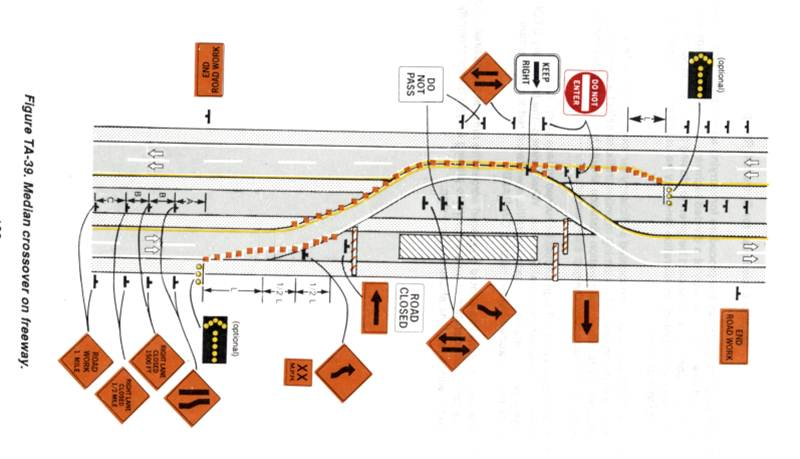 END
ROAD WORK
DO
NOT
PASS
KEEP
RIGHT
DO NOT
ENTER
(optional)
L
A
B
B
C
L
1/2 L
1/2 L
ROAD
WORK
1 MILE
RIGHT LANE
CLOSED
1/2 MILE
RIGHT LANE
CLOSED
1500 FT
(optional)
XX
M.P.H.
ROAD
CLOSED
END
ROAD WORK
Figure TA-39. Median crossover on freeway.